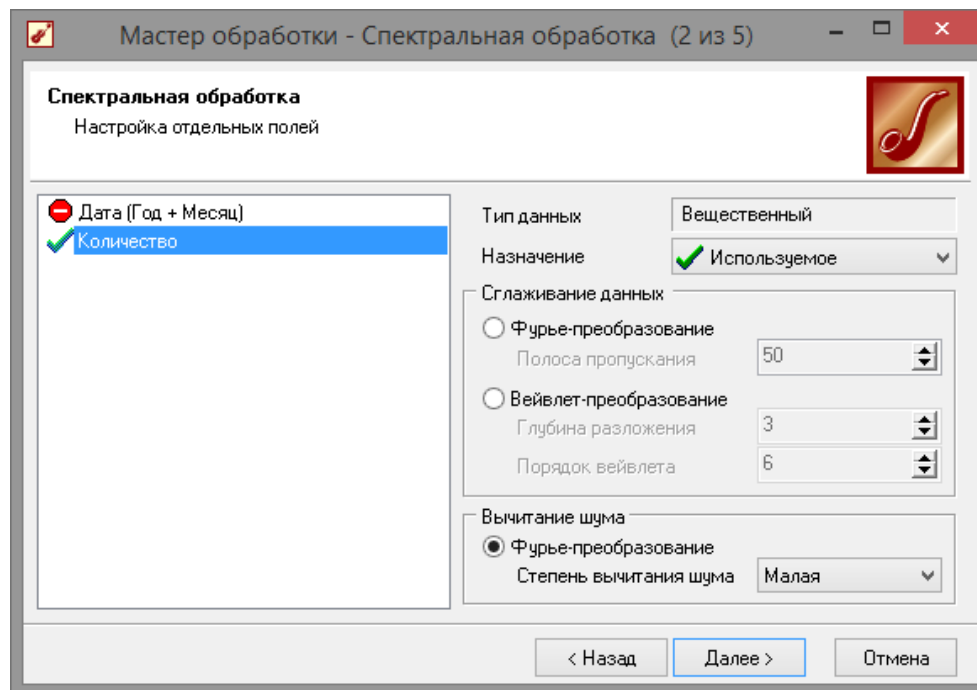 Мастер обработки - Спектральная обработка (2 из 5)
Спектральная обработка
Настройка отдельных полей
Дата (Год + Месяц)
Количество
Тип данных Вещественный
Назначение Используемое
Сглаживание данных
Фурье-преобразование
Полоса пропускания 50
Вейвлет-преобразование
Глубина разложения 3
Порядок вейвлета 6
Вычитание шума
Фурье-преобразование
Степень вычитания шума Малая
< Назад Далее > Отмена